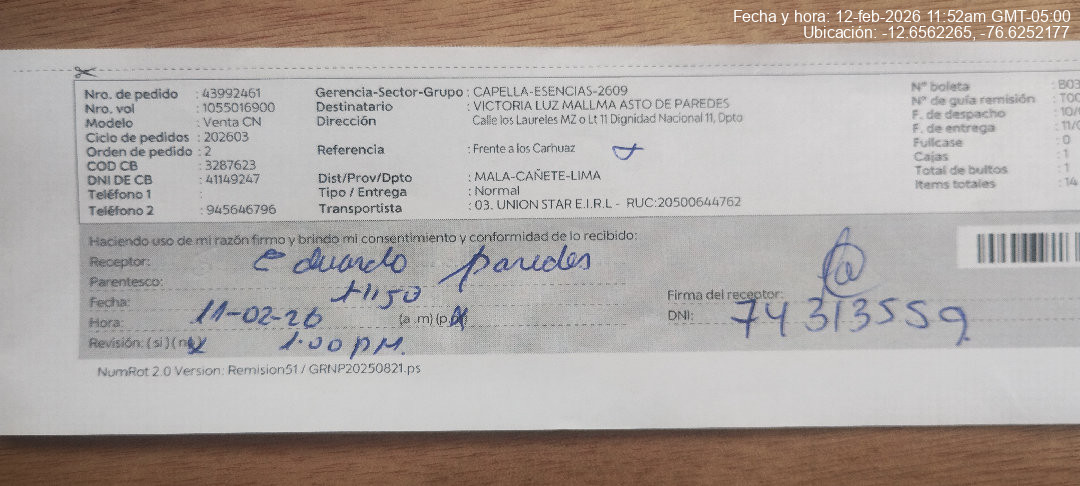 Fecha y hora: 12-feb-2026 11:52am GMT-05:00
Ubicación: -12.6562265, -76.6252177
Nro. de pedido : 43992461
Nro. vol : 1055016900
Modelo : Venta CN
Ciclo de pedidos : 202603
Orden de pedido : 2
COD CB : 3287623
DNI DE CB : 41149247
Teléfono 1 :
Teléfono 2 : 945646796
Gerencia-Sector-Grupo : CAPELLA-ESENCIAS-2609
Destinatario : VICTORIA LUZ MALLMA ASTO DE PAREDES
Dirección Calle los Laureles MZ o Lt 11 Dignidad Nacional 11, Dpto
Referencia : Frente a los Carhuaz
Dist/Prov/Dpto : MALA-CAÑETE-LIMA
Tipo / Entrega : Normal
Transportista : 03. UNION STAR E.I.R.L - RUC:20500644762
N° boleta : B03
N° de guía remisión : T00
F. de despacho : 10/
F. de entrega : 11/
Fullcase : 0
Cajas : 1
Total de bultos : 1
Items totales : 14
Haciendo uso de mi razón firmo y brindo mi consentimiento y conformidad de lo recibido:
Receptor: Eduardo paredes
Parentesco:
Fecha: 11-02-26
Hora: (a .m) (p.
Revisión: ( si ) ( 1:00 pm.
Firma del receptor:
DNI: 74313559
NumRot 2.0 Version: Remision51 / GRNP20250821.ps